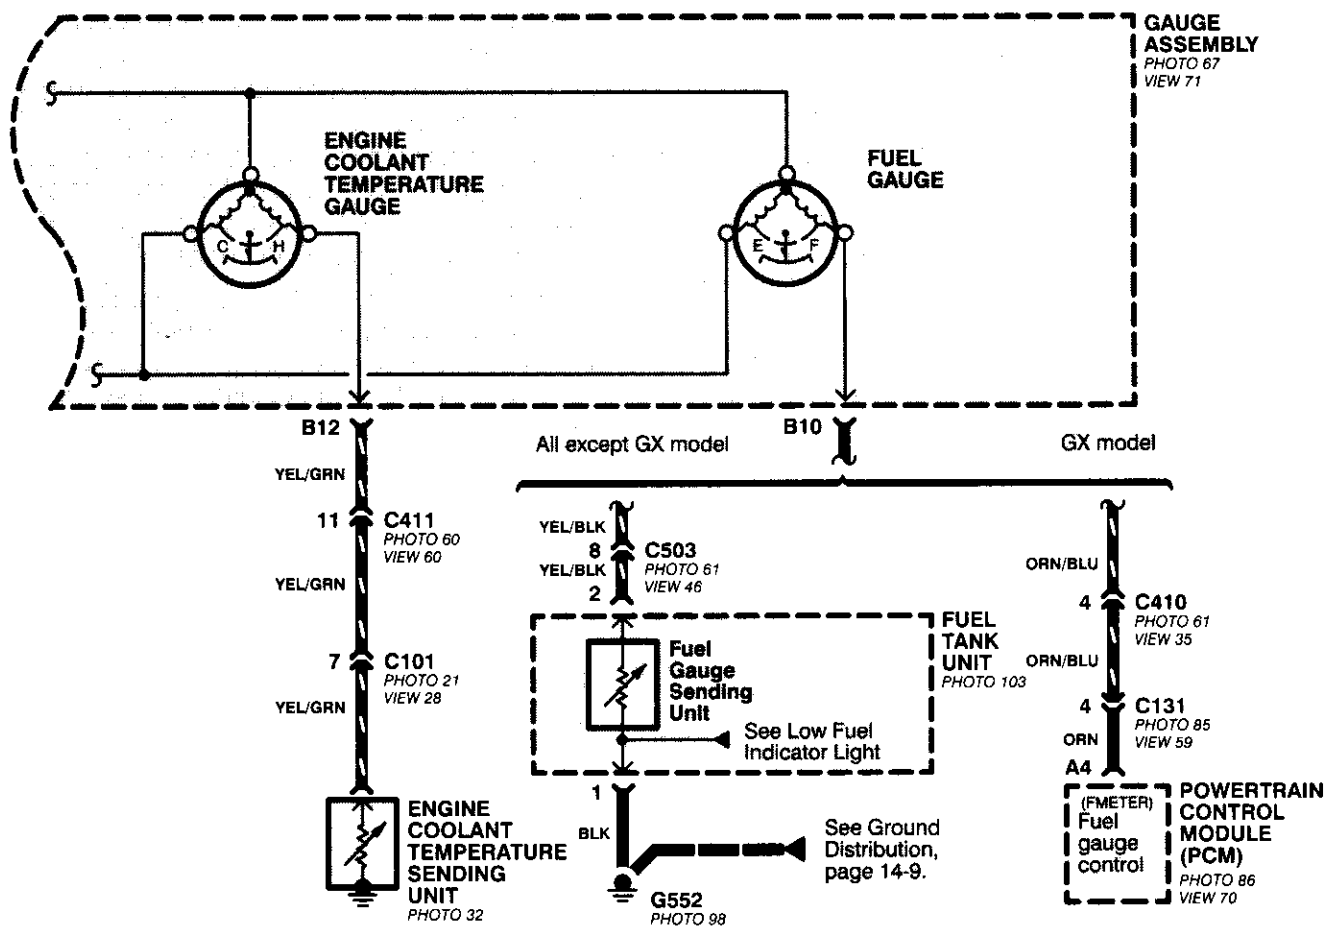 GAUGE
ASSEMBLY
PHOTO 67
VIEW 71
ENGINE
COOLANT
TEMPERATURE
GAUGE
C H
FUEL
GAUGE
E F
B12
YEL/GRN
11
C411
PHOTO 60
VIEW 60
YEL/GRN
7
C101
PHOTO 21
VIEW 28
YEL/GRN
ENGINE
COOLANT
TEMPERATURE
SENDING
UNIT
PHOTO 32
B10
All except GX model
GX model
YEL/BLK
8
C503
PHOTO 61
VIEW 46
YEL/BLK
2
FUEL
TANK
UNIT
PHOTO 103
Fuel
Gauge
Sending
Unit
See Low Fuel
Indicator Light
1
BLK
See Ground
Distribution,
page 14-9.
G552
PHOTO 98
ORN/BLU
4
C410
PHOTO 61
VIEW 35
ORN/BLU
4
C131
PHOTO 85
VIEW 59
ORN
A4
(FMETER)
Fuel
gauge
control
POWERTRAIN
CONTROL
MODULE
(PCM)
PHOTO 86
VIEW 70